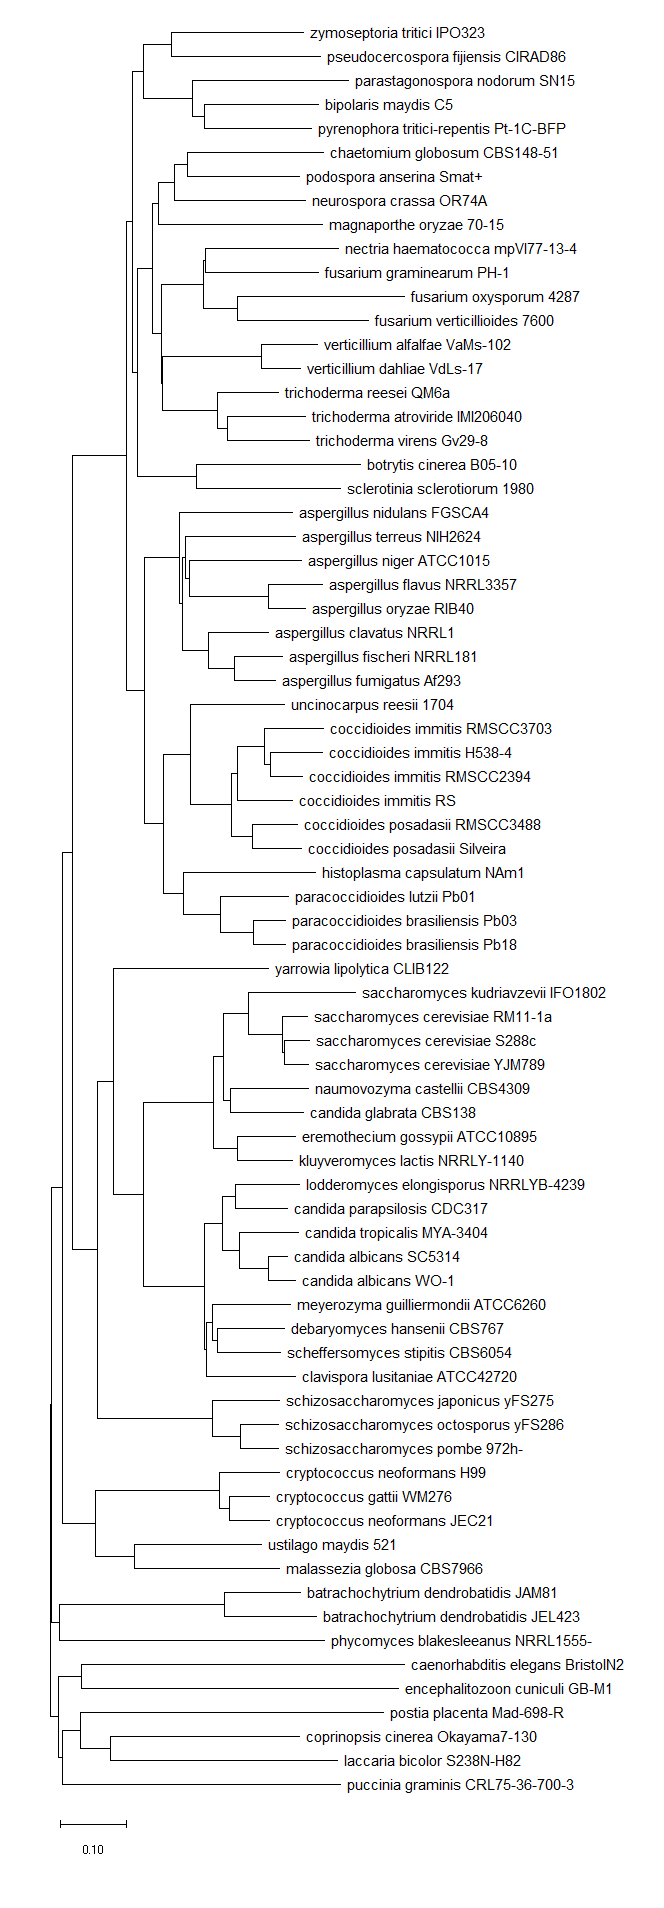 zymoseptoria tritici IPO323
pseudocercospora fijiensis CIRAD86
parastagonospora nodorum SN15
bipolaris maydis C5
pyrenophora tritici-repentis Pt-1C-BFP
chaetomium globosum CBS148-51
podospora anserina Smat+
neurospora crassa OR74A
magnaporthe oryzae 70-15
nectria haematococca mpVI77-13-4
fusarium graminearum PH-1
fusarium oxysporum 4287
fusarium verticillioides 7600
verticillium alfalfae VaMs-102
verticillium dahliae VdLs-17
trichoderma reesei QM6a
trichoderma atroviride IMI206040
trichoderma virens Gv29-8
botrytis cinerea B05-10
sclerotinia sclerotiorum 1980
aspergillus nidulans FGSCA4
aspergillus terreus NIH2624
aspergillus niger ATCC1015
aspergillus flavus NRRL3357
aspergillus oryzae RIB40
aspergillus clavatus NRRL1
aspergillus fischeri NRRL181
aspergillus fumigatus Af293
uncinocarpus reesii 1704
coccidioides immitis RMSCC3703
coccidioides immitis H538-4
coccidioides immitis RMSCC2394
coccidioides immitis RS
coccidioides posadasii RMSCC3488
coccidioides posadasii Silveira
histoplasma capsulatum NAm1
paracoccidioides lutzii Pb01
paracoccidioides brasiliensis Pb03
paracoccidioides brasiliensis Pb18
yarrowia lipolytica CLIB122
saccharomyces kudriavzevii IFO1802
saccharomyces cerevisiae RM11-1a
saccharomyces cerevisiae S288c
saccharomyces cerevisiae YJM789
naumovozyma castellii CBS4309
candida glabrata CBS138
eremothecium gossypii ATCC10895
kluyveromyces lactis NRRLY-1140
lodderomyces elongisporus NRRLYB-4239
candida parapsilosis CDC317
candida tropicalis MYA-3404
candida albicans SC5314
candida albicans WO-1
meyerozyma guilliermondii ATCC6260
debaryomyces hansenii CBS767
scheffersomyces stipitis CBS6054
clavispora lusitaniae ATCC42720
schizosaccharomyces japonicus yFS275
schizosaccharomyces octosporus yFS286
schizosaccharomyces pombe 972h-
cryptococcus neoformans H99
cryptococcus gattii WM276
cryptococcus neoformans JEC21
ustilago maydis 521
malassezia globosa CBS7966
batrachochytrium dendrobatidis JAM81
batrachochytrium dendrobatidis JEL423
phycomyces blakesleeanus NRRL1555-
caenorhabditis elegans BristolN2
encephalitozoon cuniculi GB-M1
postia placenta Mad-698-R
coprinopsis cinerea Okayama7-130
laccaria bicolor S238N-H82
puccinia graminis CRL75-36-700-3
0.10